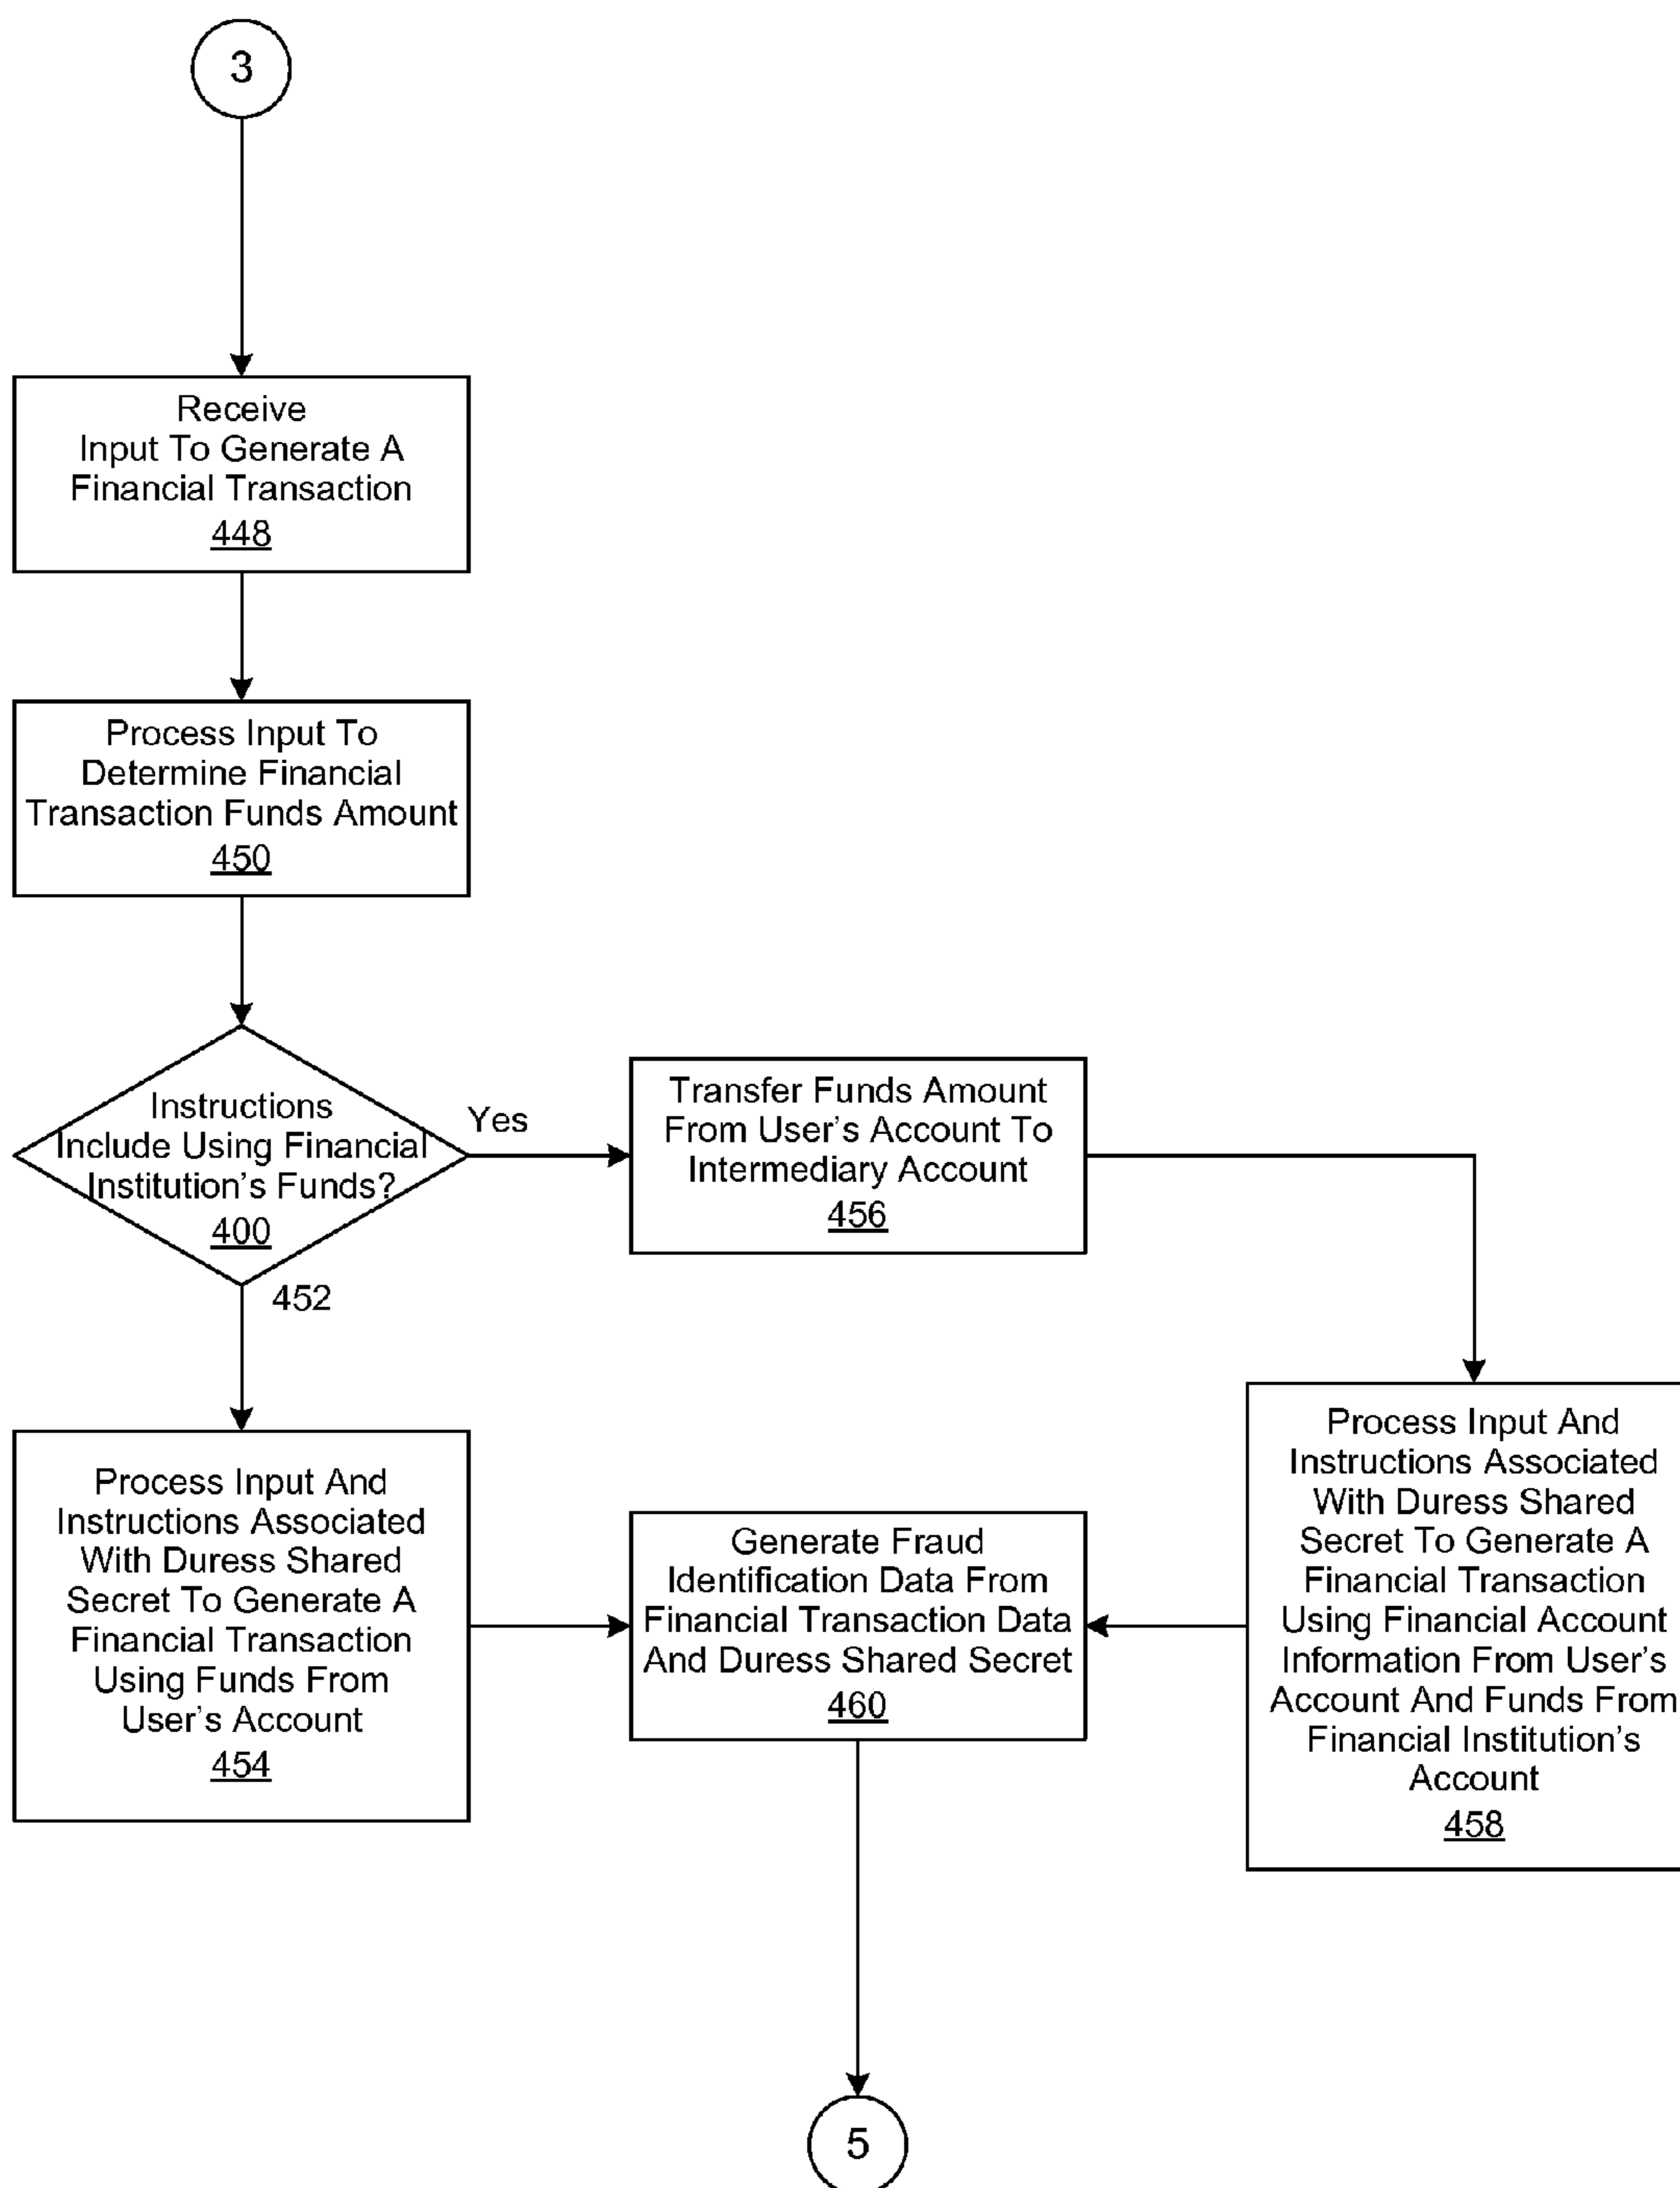 3
Receive
Input To Generate A
Financial Transaction
448
Process Input To
Determine Financial
Transaction Funds Amount
450
Instructions
Include Using Financial
Institution's Funds?
400
Yes
452
Transfer Funds Amount
From User's Account To
Intermediary Account
456
Process Input And
Instructions Associated
With Duress Shared
Secret To Generate A
Financial Transaction
Using Funds From
User's Account
454
Generate Fraud
Identification Data From
Financial Transaction Data
And Duress Shared Secret
460
Process Input And
Instructions Associated
With Duress Shared
Secret To Generate A
Financial Transaction
Using Financial Account
Information From User's
Account And Funds From
Financial Institution's
Account
458
5